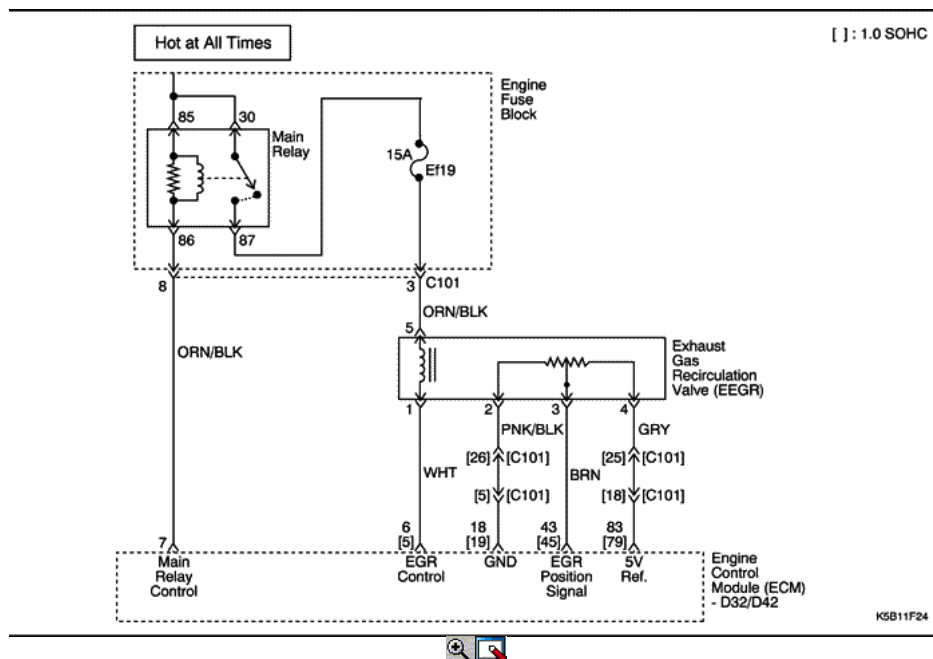 Hot at All Times
[ ] : 1.0 SOHC
Engine
Fuse
Block
85
30
Main
Relay
15A
Ef19
86
87
8
3
C101
ORN/BLK
5
ORN/BLK
Exhaust
Gas
Recirculation
Valve (EEGR)
1
2
3
4
PNK/BLK
GRY
[26]
[C101]
[25]
[C101]
WHT
BRN
[5]
[C101]
[18]
[C101]
7
6
[5]
18
[19]
43
[45]
83
[79]
Main
Relay
Control
EGR
Control
GND
EGR
Position
Signal
5V
Ref.
Engine
Control
Module (ECM)
- D32/D42
K5B11F24